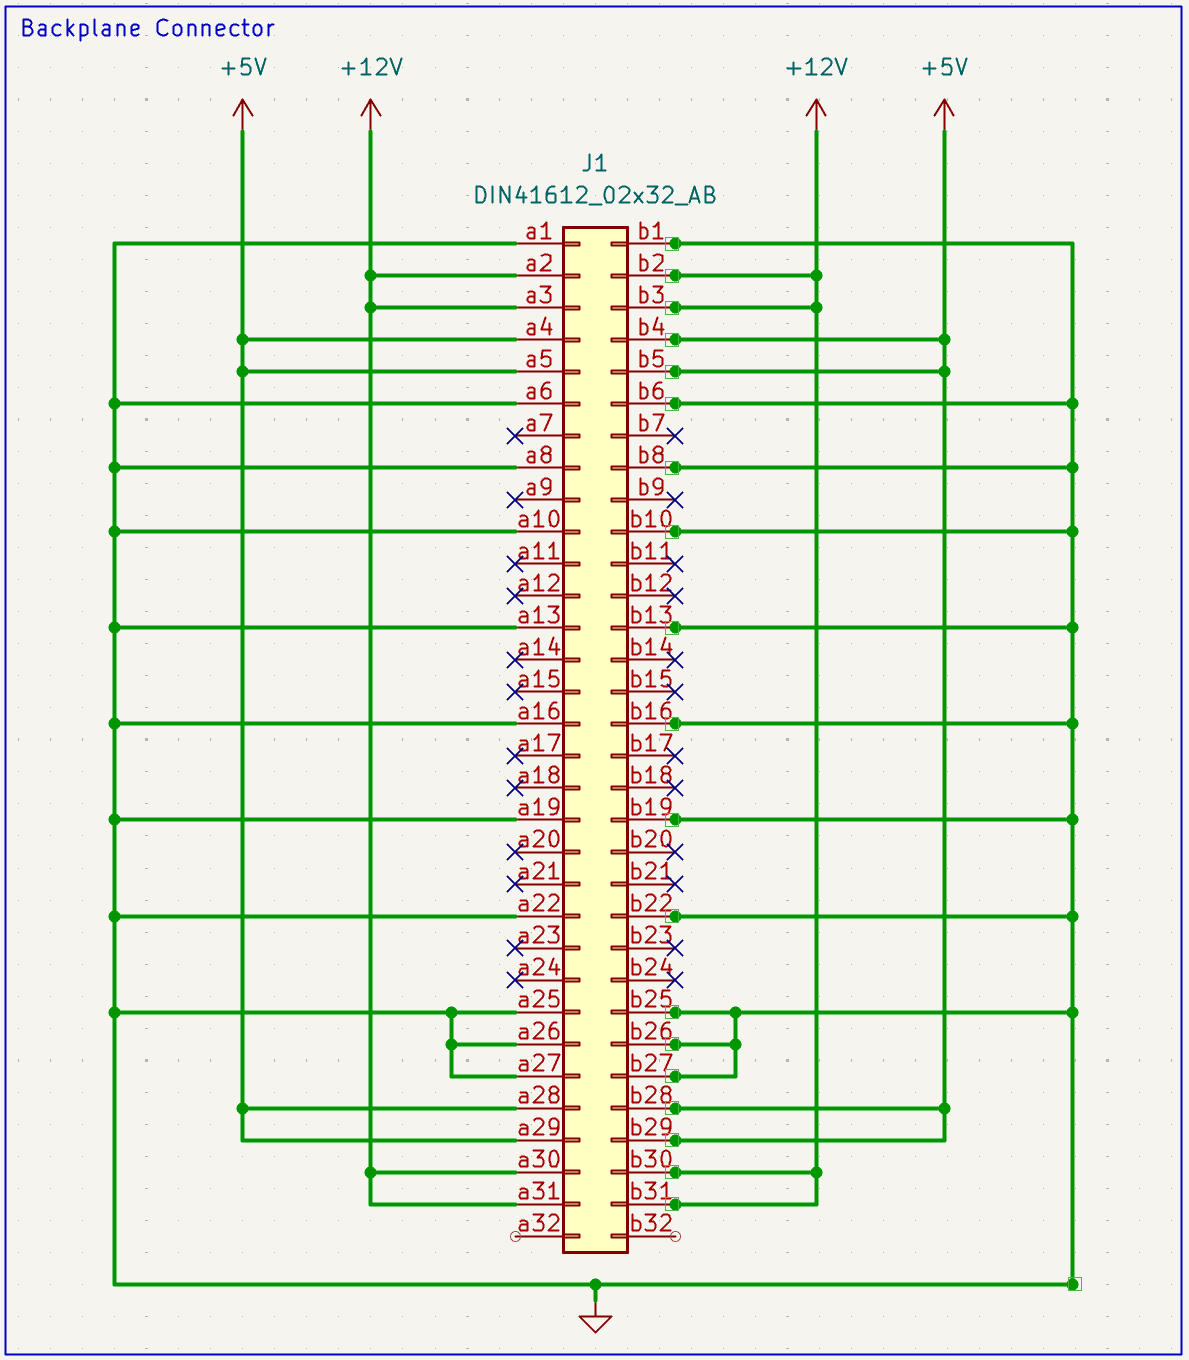 Backplane Connector
+5V +12V +12V +5V
J1
DIN41612_02x32_AB
a1 b1
a2 b2
a3 b3
a4 b4
a5 b5
a6 b6
a7 b7
a8 b8
a9 b9
a10 b10
a11 b11
a12 b12
a13 b13
a14 b14
a15 b15
a16 b16
a17 b17
a18 b18
a19 b19
a20 b20
a21 b21
a22 b22
a23 b23
a24 b24
a25 b25
a26 b26
a27 b27
a28 b28
a29 b29
a30 b30
a31 b31
a32 b32